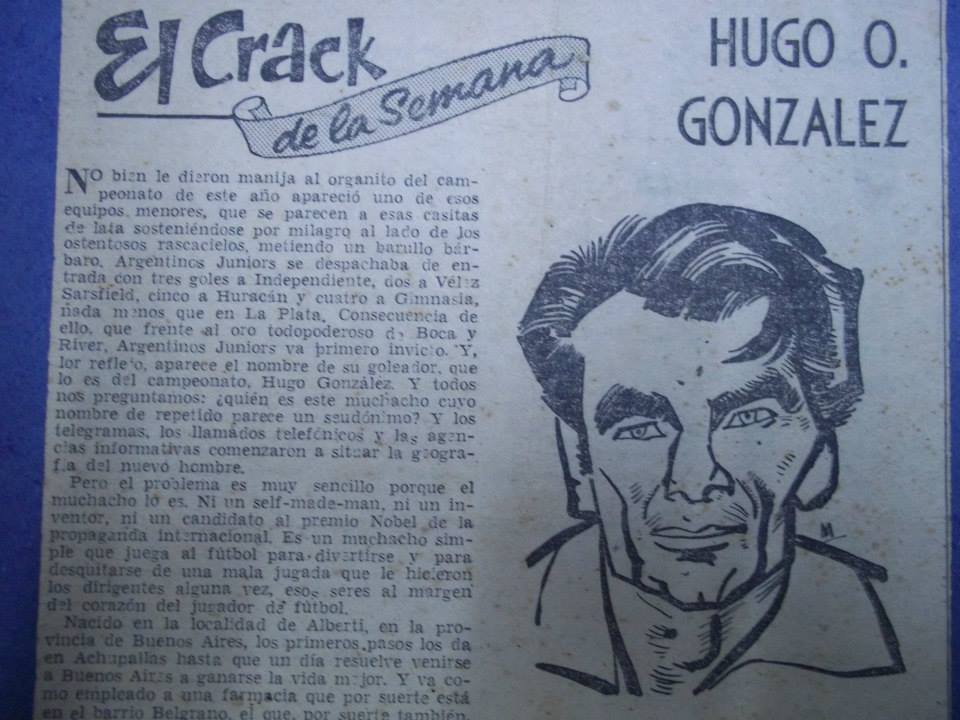 El Crack
de la Semana
HUGO O.
GONZALEZ
No bien le dieron manija al organito del cam-
peonato de este año apareció uno de esos
equipos menores, que se parecen a esas casitas
de lata sosteniéndose por milagro al lado de los
ostentosos rascacielos, metiendo un barullo bár-
baro. Argentinos Juniors se despachaba de en-
trada con tres goles a Independiente, dos a Vélez
Sarsfield, cinco a Huracán y cuatro a Gimnasia,
nada menos que en La Plata. Consecuencia de
ello, que frente al oro todopoderoso de Boca y
River, Argentinos Juniors va primero invicto. Y,
lor reflejo, aparece el nombre de su goleador, que
lo es del campeonato, Hugo González. Y todos
nos preguntamos: ¿quién es este muchacho cuyo
nombre de repetido parece un seudónimo? Y los
telegramas, los llamados telefónicos y las agen-
cias informativas comenzaron a situar la geogra-
fía del nuevo hombre.
Pero el problema es muy sencillo porque el
muchacho lo es. Ni un self-made-man, ni un in-
ventor, ni un candidato al premio Nobel de la
propaganda internacional. Es un muchacho sim-
ple que juega al fútbol para divertirse y para
desquitarse de una mala jugada que le hicieron
los dirigentes alguna vez, esos seres al margen
del corazón del jugador de fútbol.
Nacido en la localidad de Alberti, en la pro-
vincia de Buenos Aires, los primeros pasos los da
en Achupallas hasta que un día resuelve venirse
a Buenos Aires a ganarse la vida mejor. Y va co-
mo empleado a una farmacia que por suerte está
en el barrio Belgrano, el que, por suerte también,